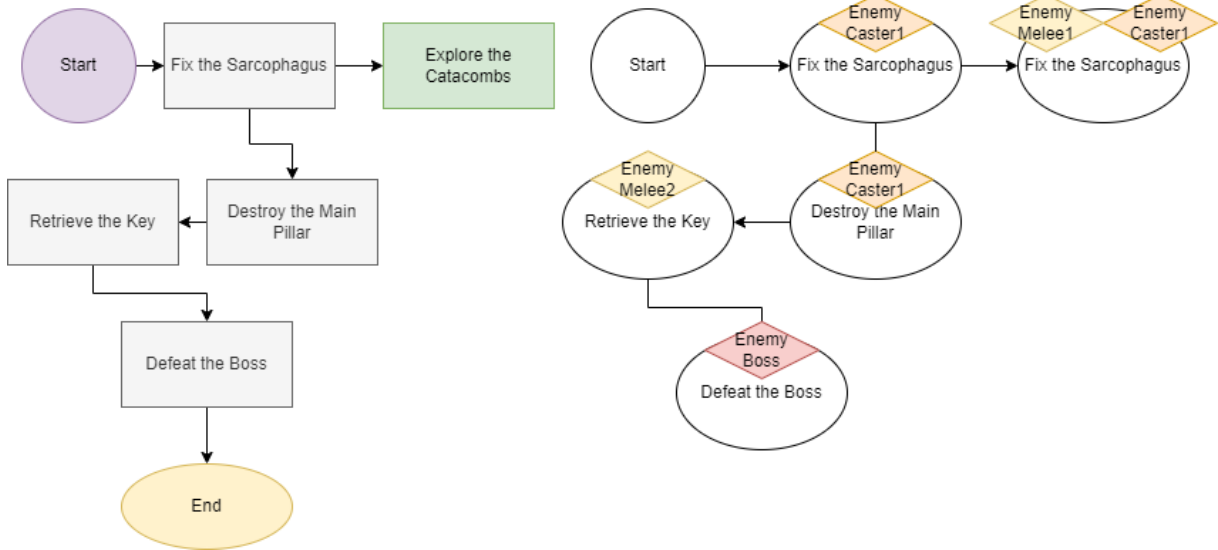 Start
Fix the Sarcophagus
Explore the
Catacombs
Retrieve the Key
Destroy the Main
Pillar
Defeat the Boss
End
Start
Enemy
Caster1
Fix the Sarcophagus
Enemy
Melee1
Enemy
Caster1
Fix the Sarcophagus
Enemy
Melee2
Retrieve the Key
Enemy
Caster1
Destroy the Main
Pillar
Enemy
Boss
Defeat the Boss